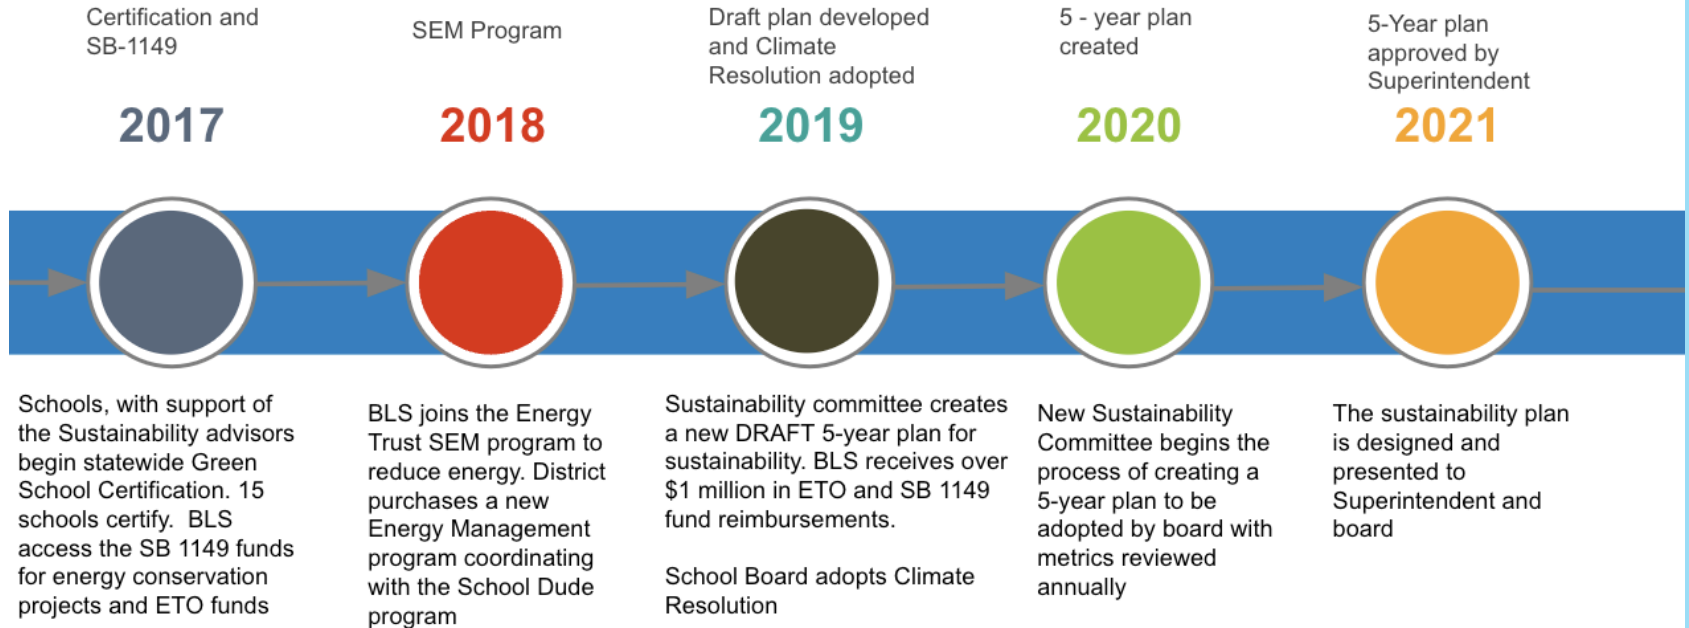 Certification and
SB-1149
2017
Schools, with support of
the Sustainability advisors
begin statewide Green
School Certification. 15
schools certify.  BLS
access the SB 1149 funds
for energy conservation
projects and ETO funds
SEM Program
2018
BLS joins the Energy
Trust SEM program to
reduce energy. District
purchases a new
Energy Management
program coordinating
with the School Dude
program
Draft plan developed
and Climate
Resolution adopted
2019
Sustainability committee creates
a new DRAFT 5-year plan for
sustainability. BLS receives over
$1 million in ETO and SB 1149
fund reimbursements.
School Board adopts Climate
Resolution
5 - year plan
created
2020
New Sustainability
Committee begins the
process of creating a
5-year plan to be
adopted by board with
metrics reviewed
annually
5-Year plan
approved by
Superintendent
2021
The sustainability plan
is designed and
presented to
Superintendent and
board